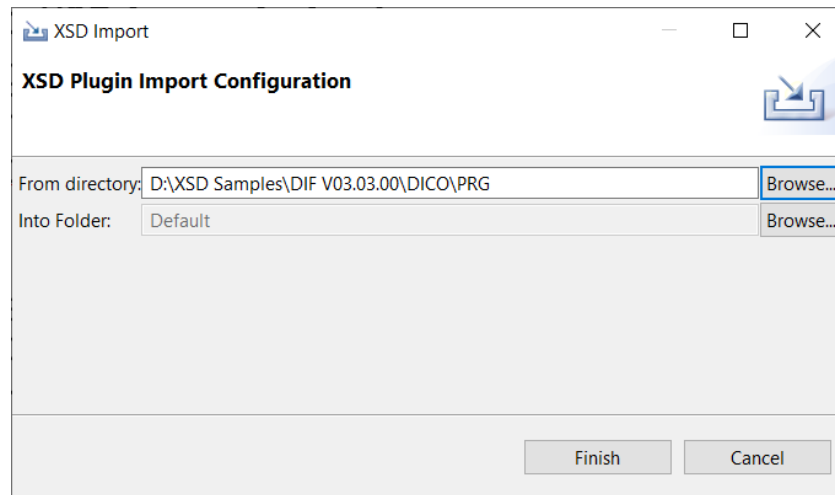 XSD Import
XSD Plugin Import Configuration
From directory: D:\XSD Samples\DIF V03.03.00\DICO\PRG Browse...
Into Folder: Default Browse...
Finish Cancel